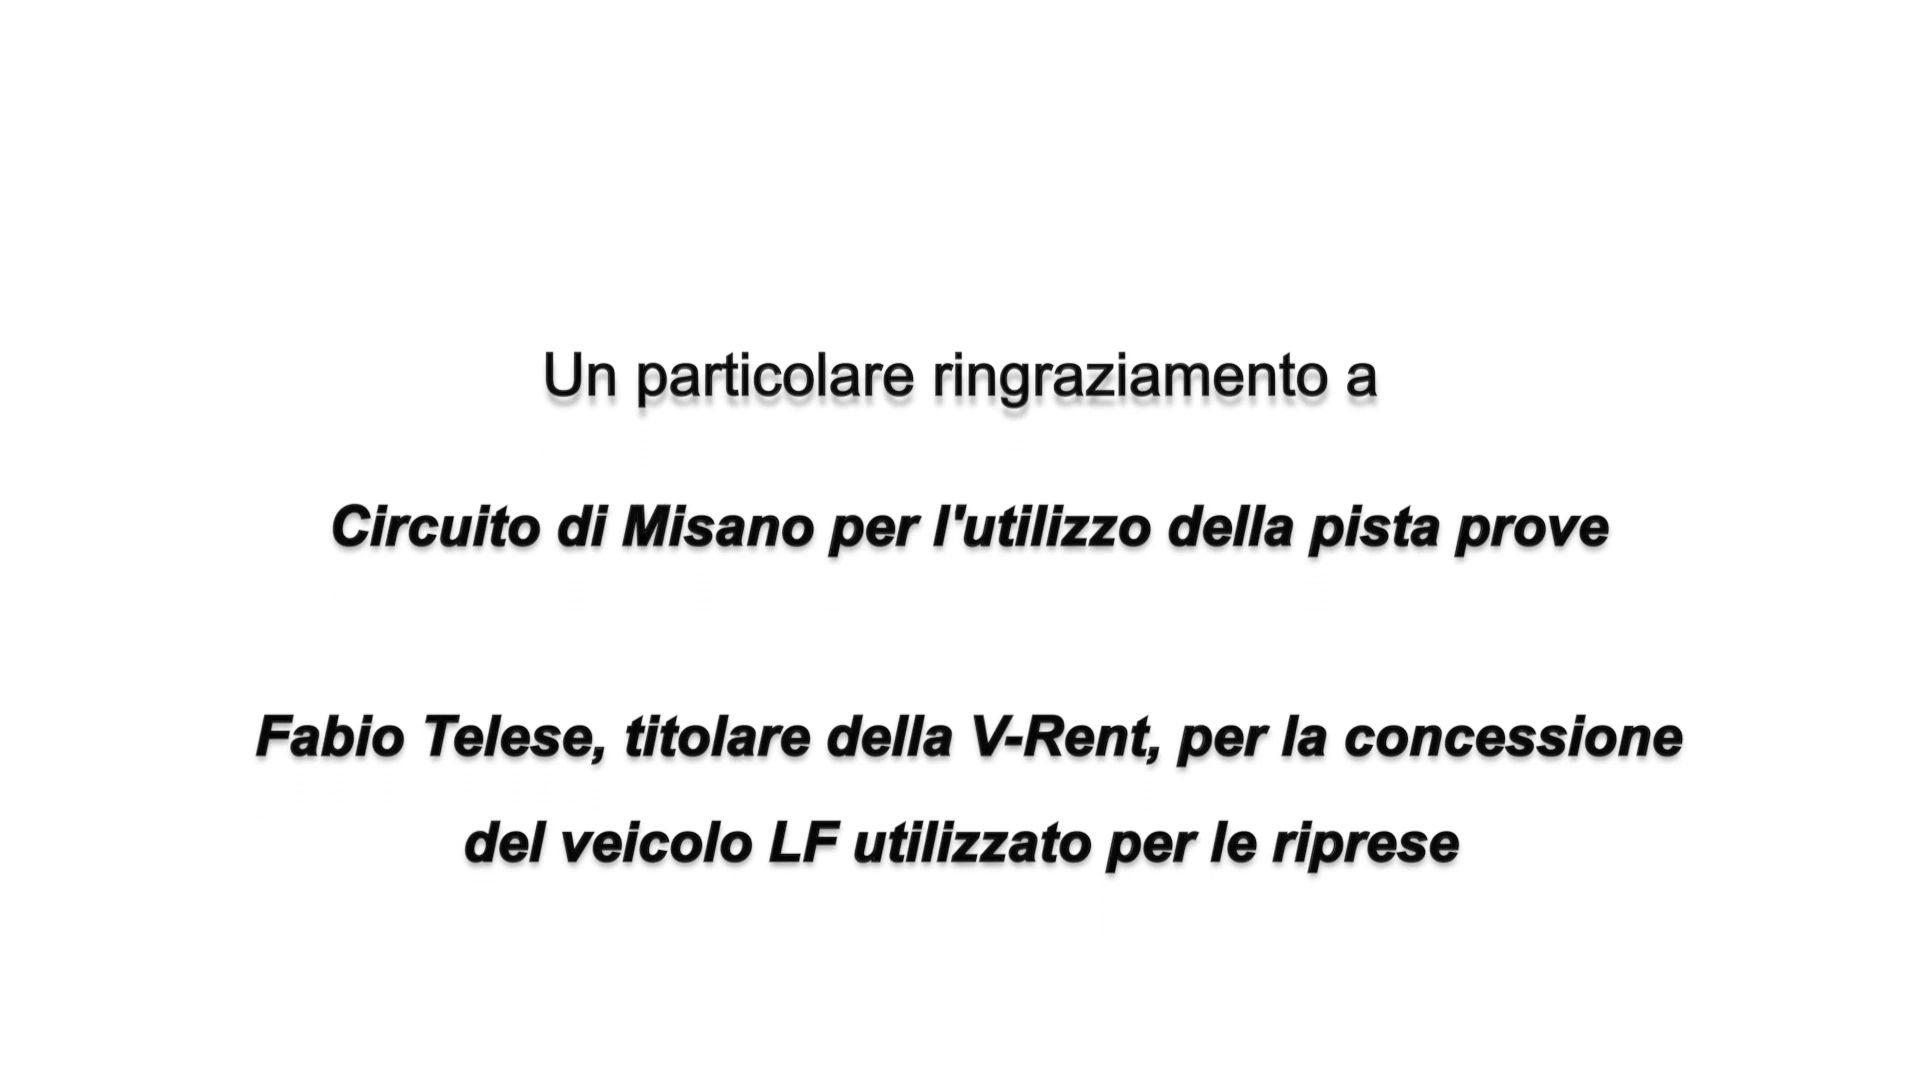 Un particolare ringraziamento a
Circuito di Misano per l'utilizzo della pista prove
Fabio Telese, titolare della V-Rent, per la concessione
del veicolo LF utilizzato per le riprese